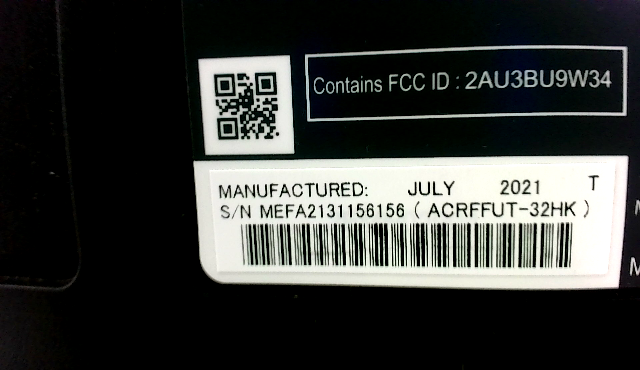 Contains FCC ID : 2AU3BU9W34
MANUFACTURED: JULY 2021 T
S/N MEFA2131156156 ( ACRFFUT-32HK )
M
M